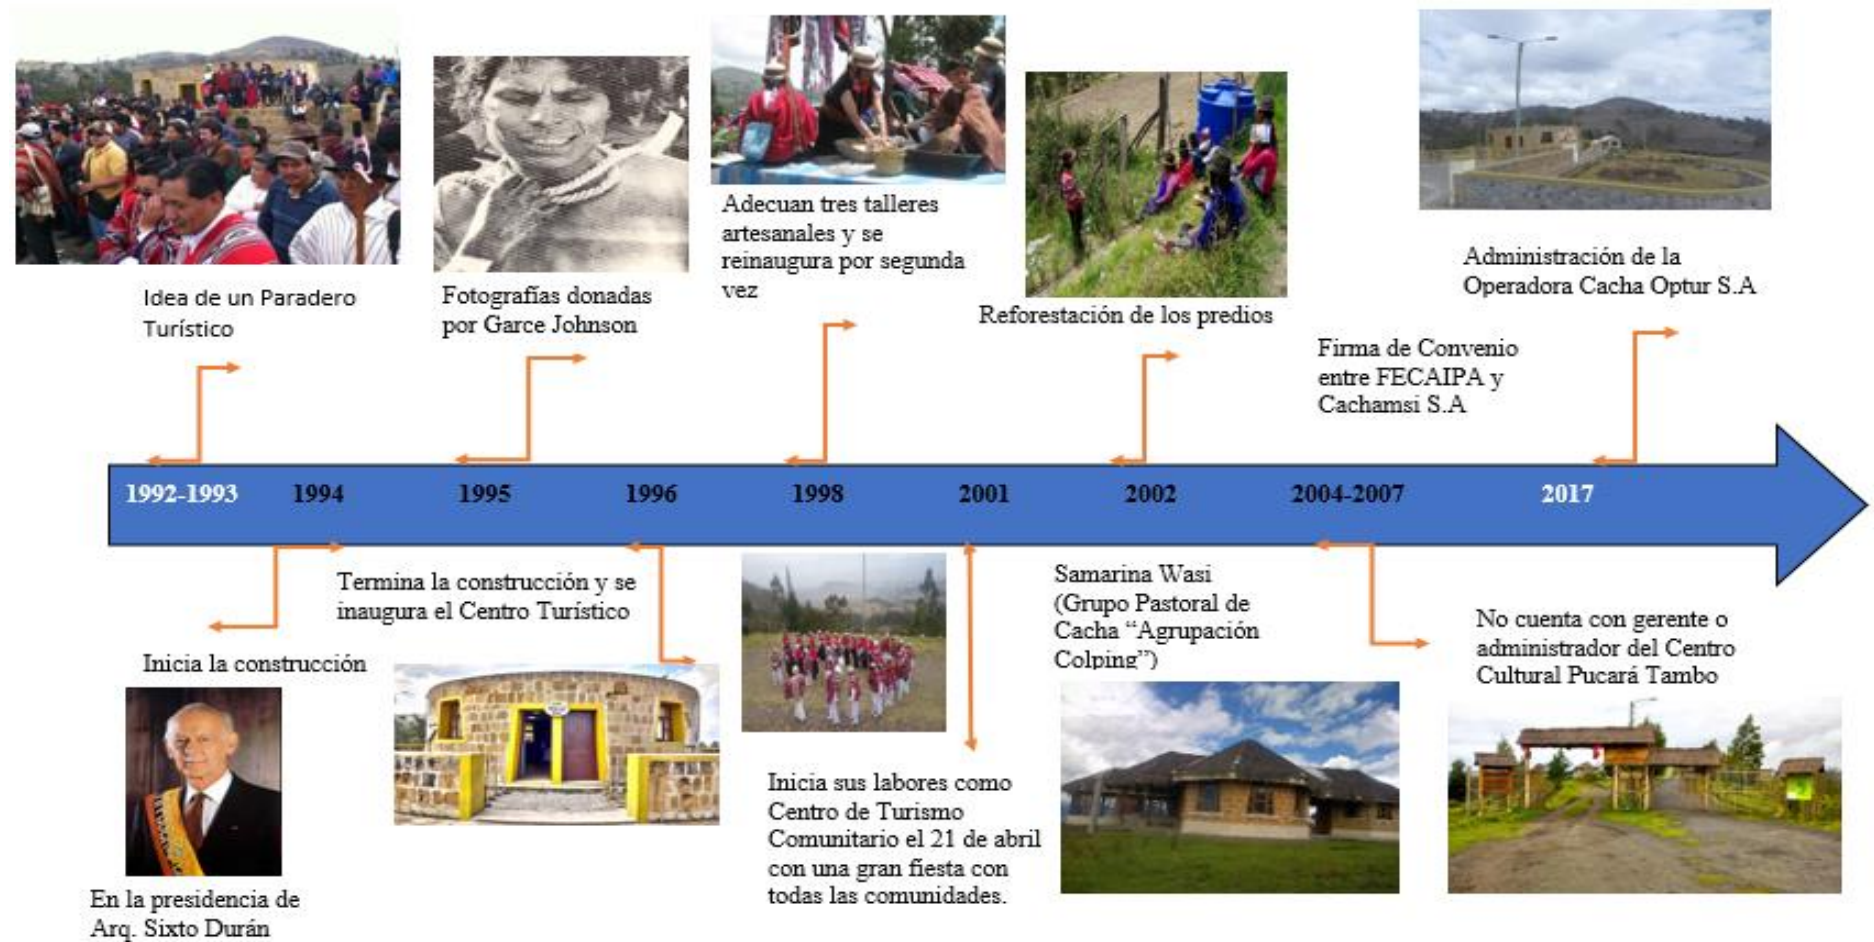 Idea de un Paradero
Turístico
Fotografías donadas
por Garce Johnson
Adecuan tres talleres
artesanales y se
reinaugura por segunda
vez
Reforestación de los predios
Administración de la
Operadora Cacha Optur S.A
Firma de Convenio
entre FECAIPA y
Cachamsi S.A
1992-1993 1994 1995 1996 1998 2001 2002 2004-2007 2017
Inicia la construcción
En la presidencia de
Arq. Sixto Durán
Termina la construcción y se
inaugura el Centro Turístico
Inicia sus labores como
Centro de Turismo
Comunitario el 21 de abril
con una gran fiesta con
todas las comunidades.
Samarina Wasi
(Grupo Pastoral de
Cacha “Agrupación
Colping”)
No cuenta con gerente o
administrador del Centro
Cultural Pucará Tambo